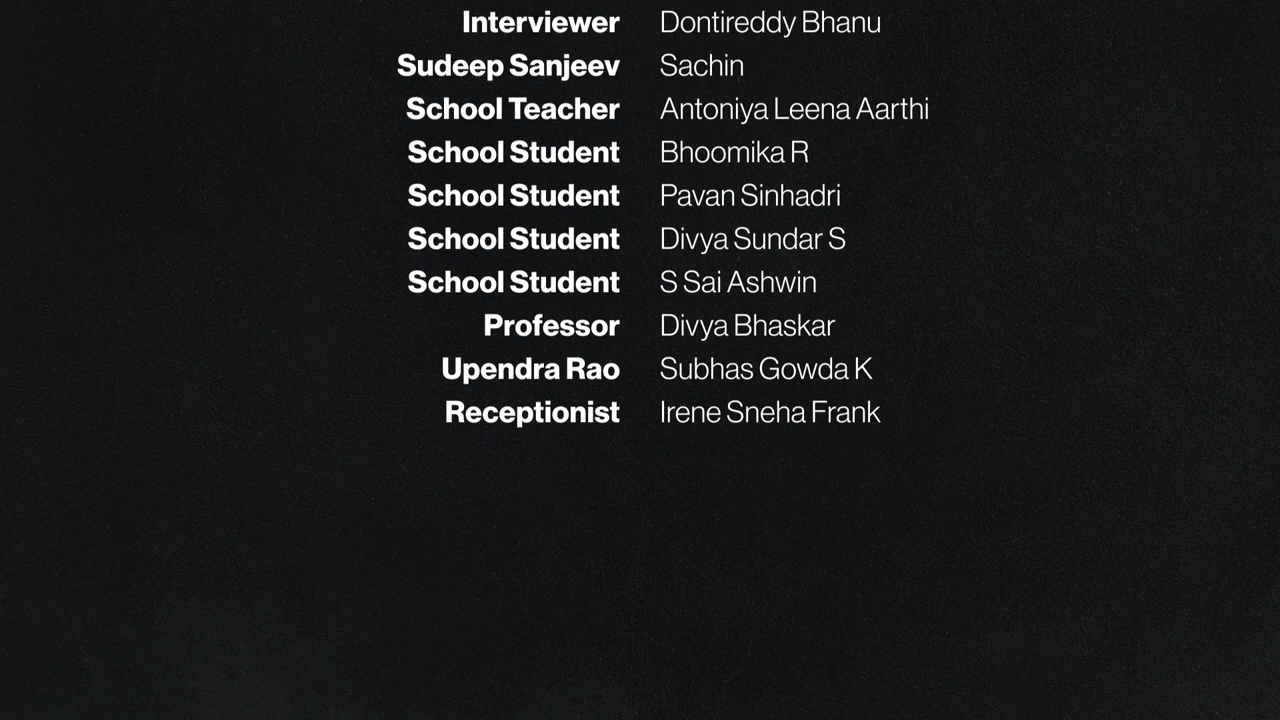 Interviewer Dontireddy Bhanu
Sudeep Sanjeev Sachin
School Teacher Antoniya Leena Aarthi
School Student Bhoomika R
School Student Pavan Sinhadri
School Student Divya Sundar S
School Student S Sai Ashwin
Professor Divya Bhaskar
Upendra Rao Subhas Gowda K
Receptionist Irene Sneha Frank